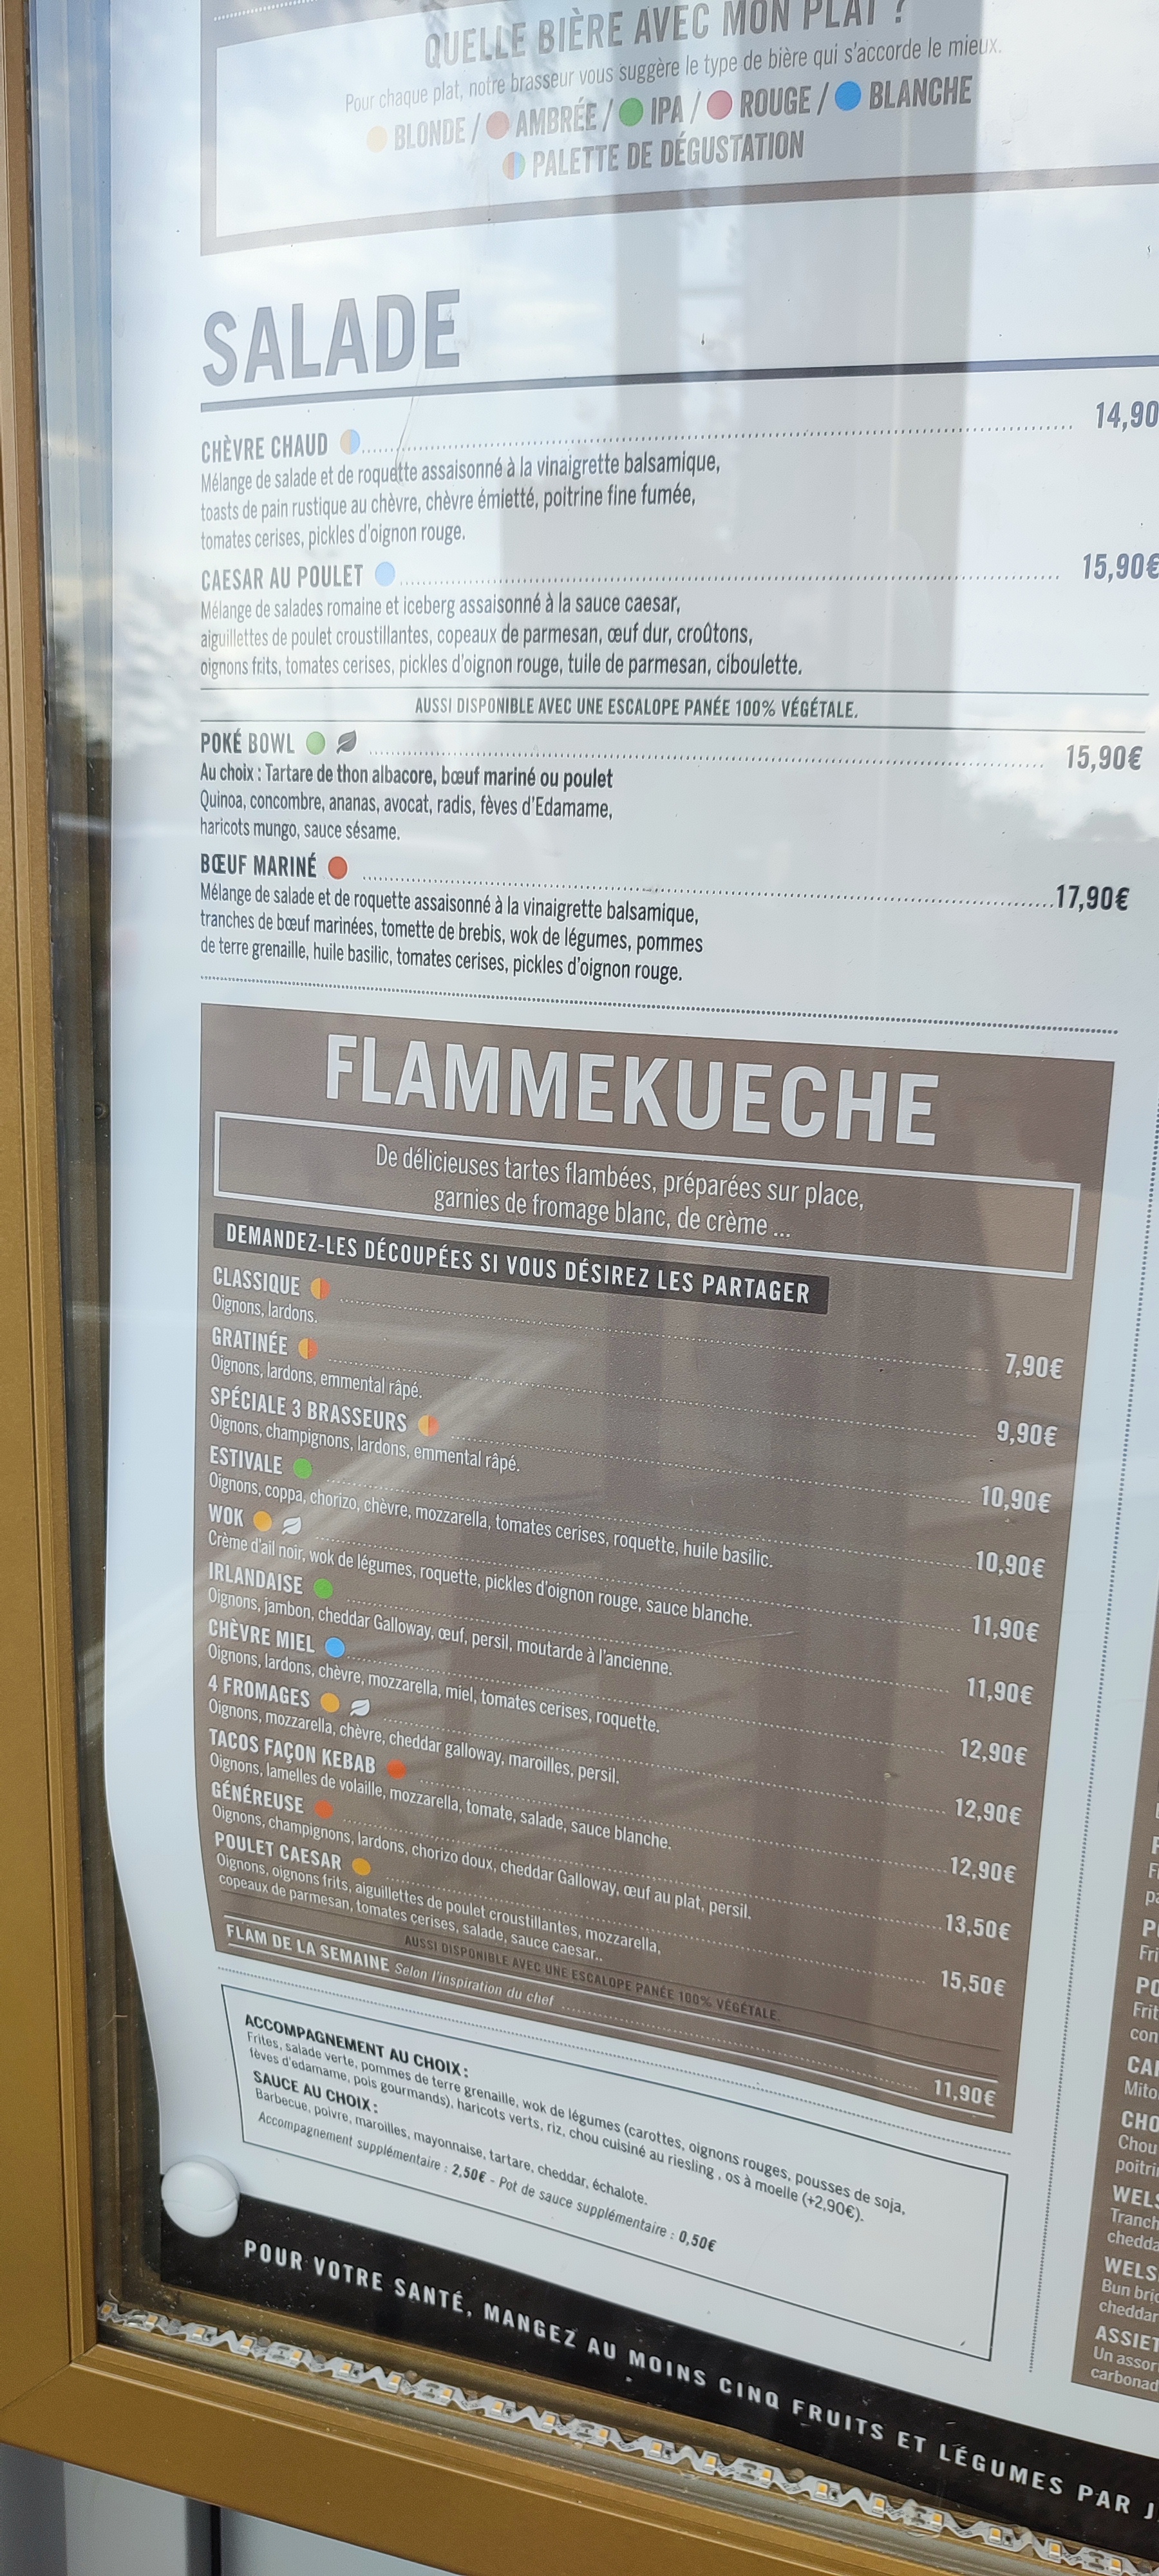 QUELLE BIÈRE AVEC MON PLAT ?
Pour chaque plat, notre brasseur vous suggère le type de bière qui s'accorde le mieux.
BLONDE / AMBRÉE / IPA / ROUGE / BLANCHE
PALETTE DE DÉGUSTATION
SALADE
CHÈVRE CHAUD 14,90
Mélange de salade et de roquette assaisonné à la vinaigrette balsamique,
toasts de pain rustique au chèvre, chèvre émietté, poitrine fine fumée,
tomates cerises, pickles d'oignon rouge.
CAESAR AU POULET 15,90€
Mélange de salades romaine et iceberg assaisonné à la sauce caesar,
aiguillettes de poulet croustillantes, copeaux de parmesan, œuf dur, croûtons,
oignons frits, tomates cerises, pickles d'oignon rouge, tuile de parmesan, ciboulette.
AUSSI DISPONIBLE AVEC UNE ESCALOPE PANÉE 100% VÉGÉTALE.
POKÉ BOWL 15,90€
Au choix : Tartare de thon albacore, bœuf mariné ou poulet
Quinoa, concombre, ananas, avocat, radis, fèves d'Edamame,
haricots mungo, sauce sésame.
BŒUF MARINÉ 17,90€
Mélange de salade et de roquette assaisonné à la vinaigrette balsamique,
tranches de bœuf marinées, tomette de brebis, wok de légumes, pommes
de terre grenaille, huile basilic, tomates cerises, pickles d'oignon rouge.
FLAMMEKUECHE
De délicieuses tartes flambées, préparées sur place,
garnies de fromage blanc, de crème ...
DEMANDEZ-LES DÉCOUPÉES SI VOUS DÉSIREZ LES PARTAGER
CLASSIQUE 7,90€
Oignons, lardons.
GRATINÉE 9,90€
Oignons, lardons, emmental râpé.
SPÉCIALE 3 BRASSEURS 10,90€
Oignons, champignons, lardons, emmental râpé.
ESTIVALE 10,90€
Oignons, coppa, chorizo, chèvre, mozzarella, tomates cerises, roquette, huile basilic.
WOK 11,90€
Crème d'ail noir, wok de légumes, roquette, pickles d'oignon rouge, sauce blanche.
IRLANDAISE 11,90€
Oignons, jambon, cheddar Galloway, œuf, persil, moutarde à l'ancienne.
CHÈVRE MIEL 12,90€
Oignons, lardons, chèvre, mozzarella, miel, tomates cerises, roquette.
4 FROMAGES 12,90€
Oignons, mozzarella, chèvre, cheddar galloway, maroilles, persil.
TACOS FAÇON KEBAB 12,90€
Oignons, lamelles de volaille, mozzarella, tomate, salade, sauce blanche.
GÉNÉREUSE 13,50€
Oignons, champignons, lardons, chorizo doux, cheddar Galloway, œuf au plat, persil.
POULET CAESAR 15,50€
Oignons, oignons frits, aiguillettes de poulet croustillantes, mozzarella,
copeaux de parmesan, tomates cerises, salade, sauce caesar..
AUSSI DISPONIBLE AVEC UNE ESCALOPE PANÉE 100% VÉGÉTALE.
FLAM DE LA SEMAINE Selon l'inspiration du chef 11,90€
ACCOMPAGNEMENT AU CHOIX :
Frites, salade verte, pommes de terre grenaille, wok de légumes (carottes, oignons rouges, pousses de soja,
fèves d'edamame, pois gourmands), haricots verts, riz, chou cuisiné au riesling , os à moelle (+2,90€).
SAUCE AU CHOIX :
Barbecue, poivre, maroilles, mayonnaise, tartare, cheddar, échalote.
Accompagnement supplémentaire : 2,50€ - Pot de sauce supplémentaire : 0,50€
POUR VOTRE SANTÉ, MANGEZ AU MOINS CINQ FRUITS ET LÉGUMES PAR J
Frit
con
Mito
CHO
Chou
poitri
WELS
Tranch
chedda
WELS
Bun bri
cheddar
ASSIET
Un assor
carbonad